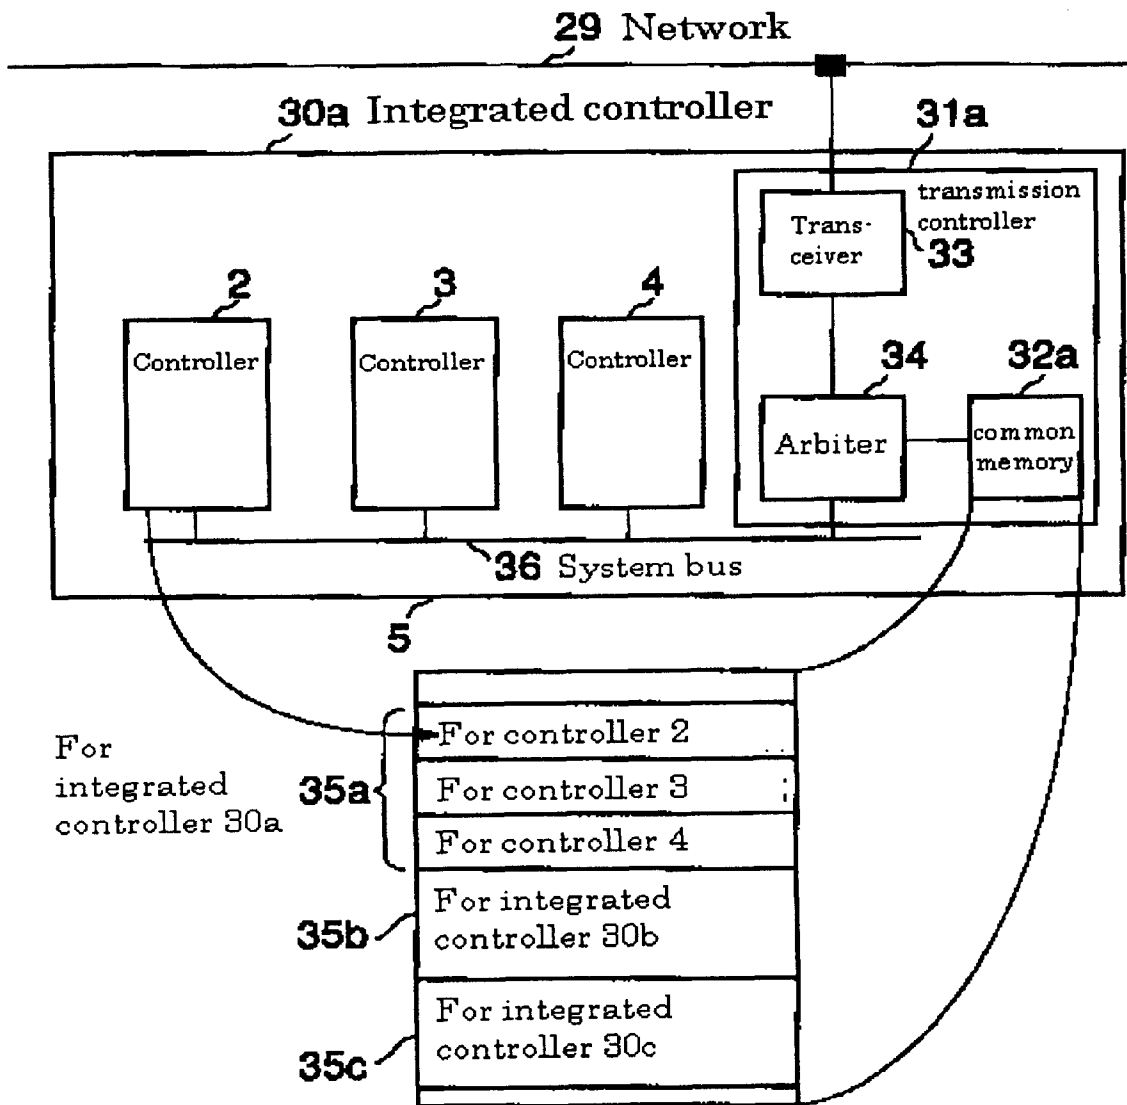 29 Network
30a Integrated controller
31a
transmission
controller
Trans-
ceiver
33
2
3
4
Controller
Controller
Controller
34
32a
Arbiter
common
memory
36 System bus
5
For
integrated
controller 30a
35a
For controller 2
For controller 3
For controller 4
35b
For integrated
controller 30b
35c
For integrated
controller 30c